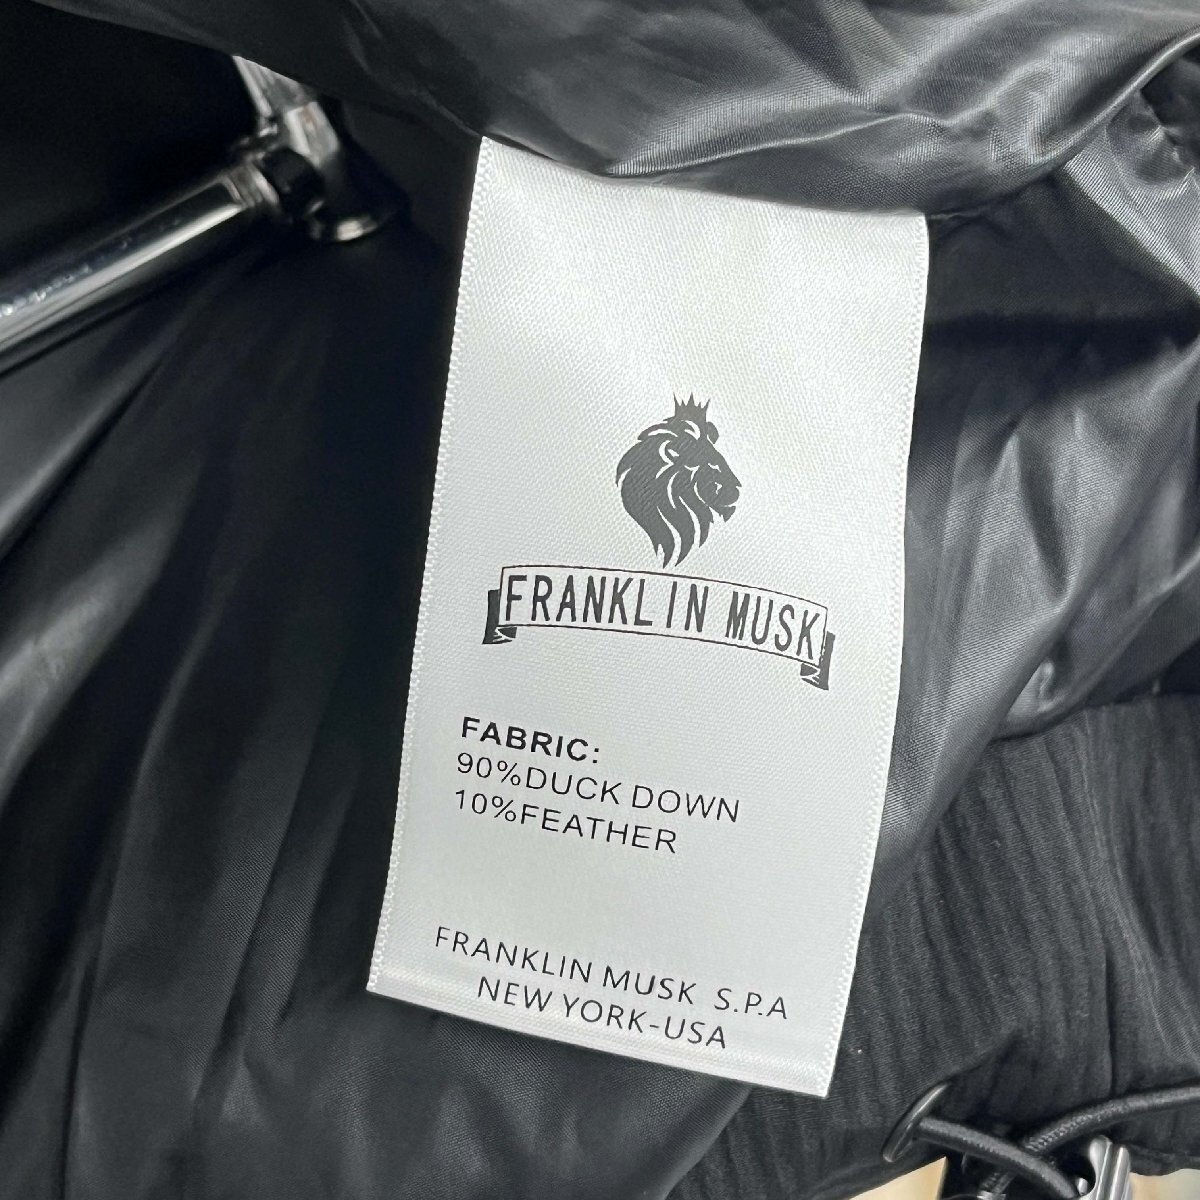 FRANKLIN MUSK
FABRIC:
90%DUCK DOWN
10%FEATHER
FRANKLIN MUSK S.P.A
NEW YORK-USA